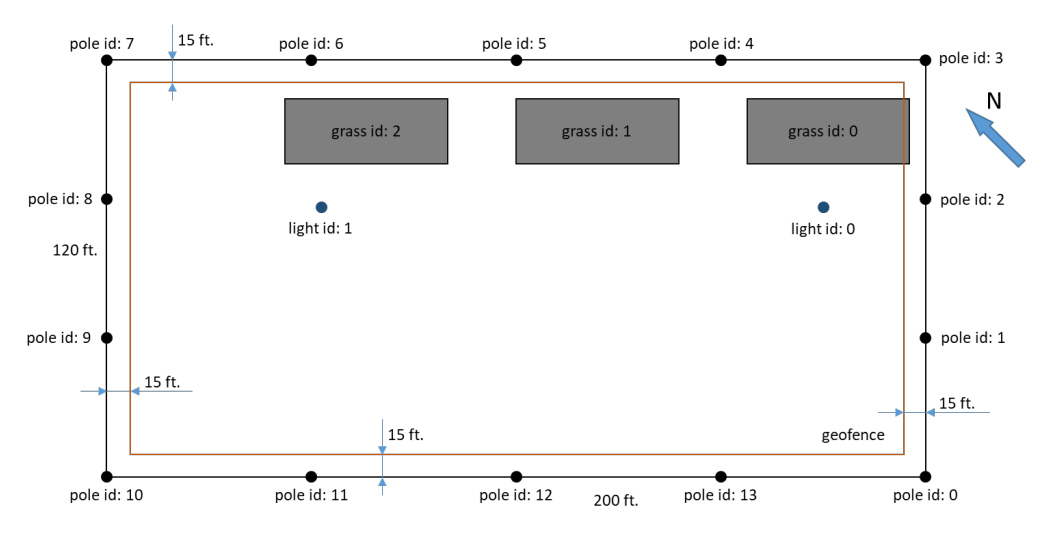 pole id: 7
15 ft.
pole id: 6
pole id: 5
pole id: 4
pole id: 3
N
grass id: 2
grass id: 1
grass id: 0
pole id: 8
pole id: 2
light id: 1
light id: 0
120 ft.
pole id: 9
pole id: 1
15 ft.
15 ft.
15 ft.
geofence
pole id: 10
pole id: 11
pole id: 12
200 ft.
pole id: 13
pole id: 0